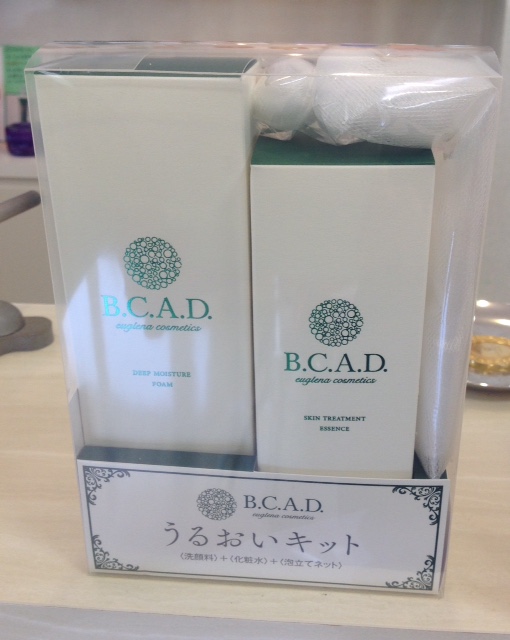 B.C.A.D.
euglena cosmetics
DEEP MOISTURE
FOAM
B.C.A.D.
euglena cosmetics
SKIN TREATMENT
ESSENCE
B.C.A.D.
euglena cosmetics
うるおいキット
〈洗顔料〉+〈化粧水〉+〈泡立てネット〉